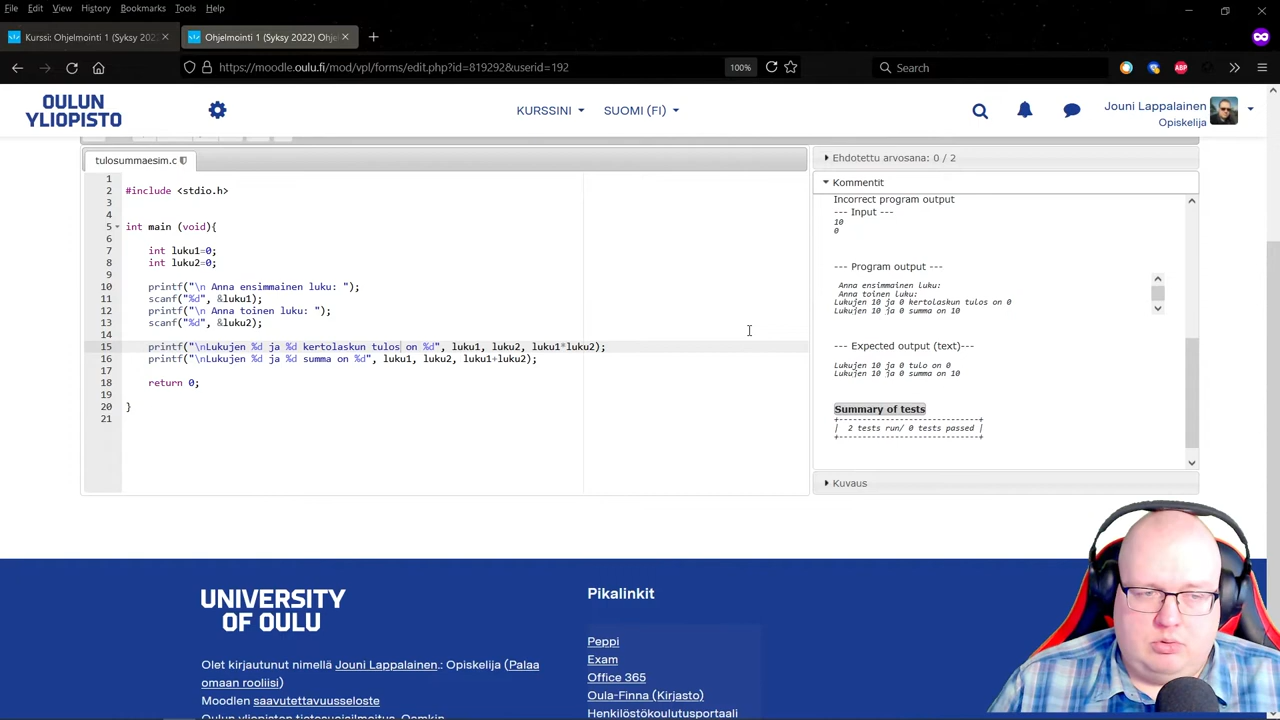 File Edit View History Bookmarks Tools Help
Kurssi: Ohjelmointi 1 (Syksy 202
Ohjelmointi 1 (Syksy 2022) Ohje
https://moodle.oulu.fi/mod/vpl/forms/edit.php?id=819292&userid=192
100%
Search
ABP
OULUN
YLIOPISTO
KURSSINI
SUOMI (FI)
Jouni Lappalainen
Opiskelija
tulosummaesim.c
1
2 #include <stdio.h>
3
4
5 int main (void){
6
7 int luku1=0;
8 int luku2=0;
9
10 printf("\n Anna ensimmainen luku: ");
11 scanf("%d", &luku1);
12 printf("\n Anna toinen luku: ");
13 scanf("%d", &luku2);
14
15 printf("\nLukujen %d ja %d kertolaskun tulos on %d", luku1, luku2, luku1*luku2);
16 printf("\nLukujen %d ja %d summa on %d", luku1, luku2, luku1+luku2);
17
18 return 0;
19
20 }
21
Ehdotettu arvosana: 0 / 2
Kommentit
Incorrect program output
--- Input ---
10
0
--- Program output ---
Anna ensimmainen luku:
Anna toinen luku:
Lukujen 10 ja 0 kertolaskun tulos on 0
Lukujen 10 ja 0 summa on 10
--- Expected output (text)---
Lukujen 10 ja 0 tulo on 0
Lukujen 10 ja 0 summa on 10
Summary of tests
+------------------------------+
| 2 tests run/ 0 tests passed |
+------------------------------+
Kuvaus
UNIVERSITY
OF OULU
Olet kirjautunut nimellä Jouni Lappalainen.: Opiskelija (Palaa
omaan rooliisi)
Moodlen saavutettavuusseloste
Pikalinkit
Peppi
Exam
Office 365
Oula-Finna (Kirjasto)
Henkilöstökoulutusportaali